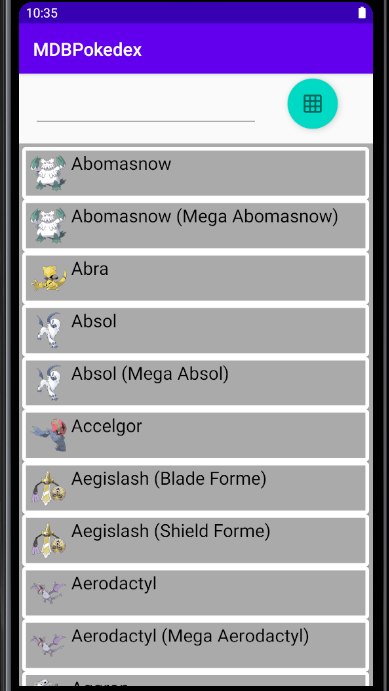 10:35
MDBPokedex
Abomasnow
Abomasnow (Mega Abomasnow)
Abra
Absol
Absol (Mega Absol)
Accelgor
Aegislash (Blade Forme)
Aegislash (Shield Forme)
Aerodactyl
Aerodactyl (Mega Aerodactyl)